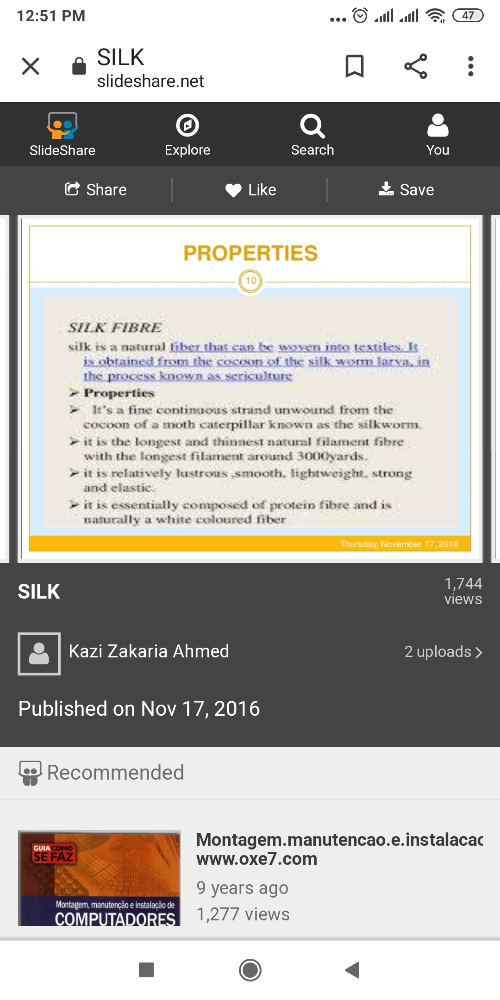 12:51 PM
47
SILK
slideshare.net
SlideShare
Explore
Search
You
Share
Like
Save
PROPERTIES
10
SILK FIBRE
silk is a natural fiber that can be woven into textiles. It
is obtained from the cocoon of the silk worm larva, in
the process known as sericulture
➢ Properties
➢ It's a fine continuous strand unwound from the
cocoon of a moth caterpillar known as the silkworm.
➢ it is the longest and thinnest natural filament fibre
with the longest filament around 3000yards.
➢ it is relatively lustrous ,smooth, lightweight, strong
and elastic.
➢ it is essentially composed of protein fibre and is
naturally a white coloured fiber
Thursday, November 17, 2016
SILK
1,744
views
Kazi Zakaria Ahmed
2 uploads
Published on Nov 17, 2016
Recommended
GUIA COMO
SE FAZ
Montagem, manutenção e instalação de
COMPUTADORES
Montagem.manutencao.e.instalacao
www.oxe7.com
9 years ago
1,277 views